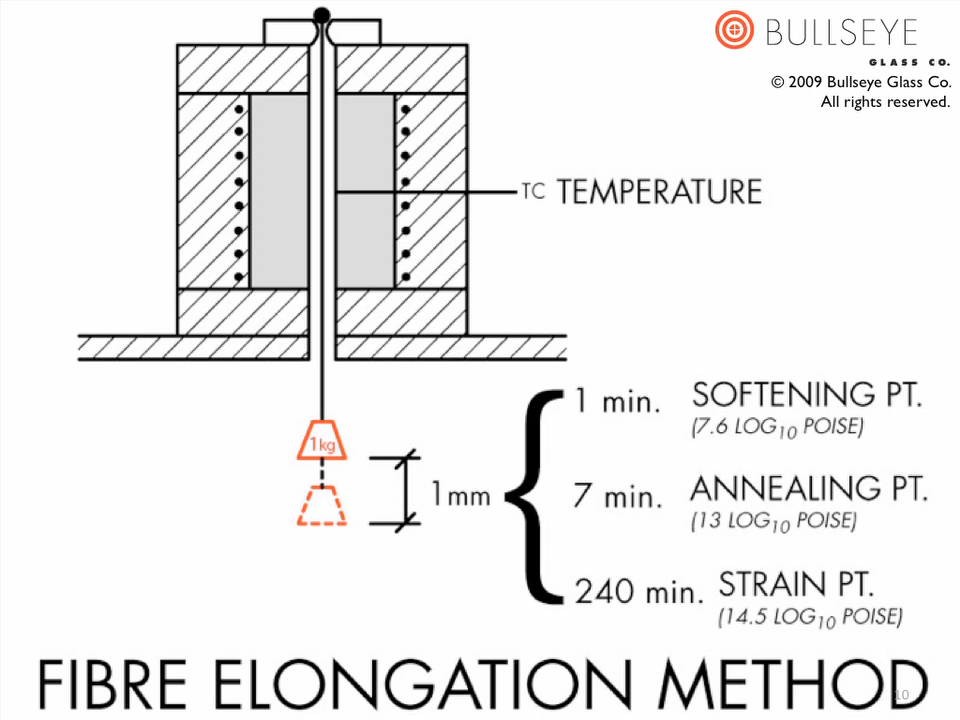 BULLSEYE
GLASS CO.
© 2009 Bullseye Glass Co.
All rights reserved.
TC TEMPERATURE
1 min. SOFTENING PT.
(7.6 LOG10 POISE)
1kg
1mm
7 min. ANNEALING PT.
(13 LOG10 POISE)
240 min. STRAIN PT.
(14.5 LOG10 POISE)
FIBRE ELONGATION METHOD
10